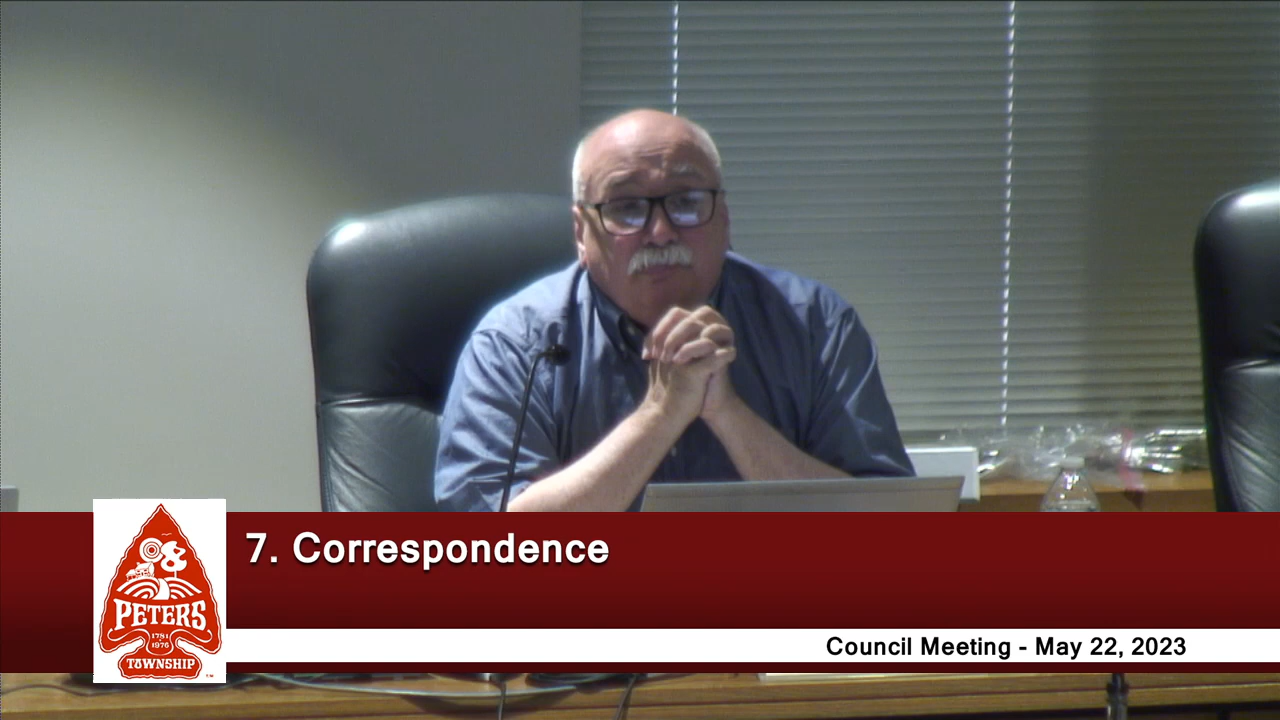 7. Correspondence
PETERS
1781
1976
TOWNSHIP
Council Meeting - May 22, 2023